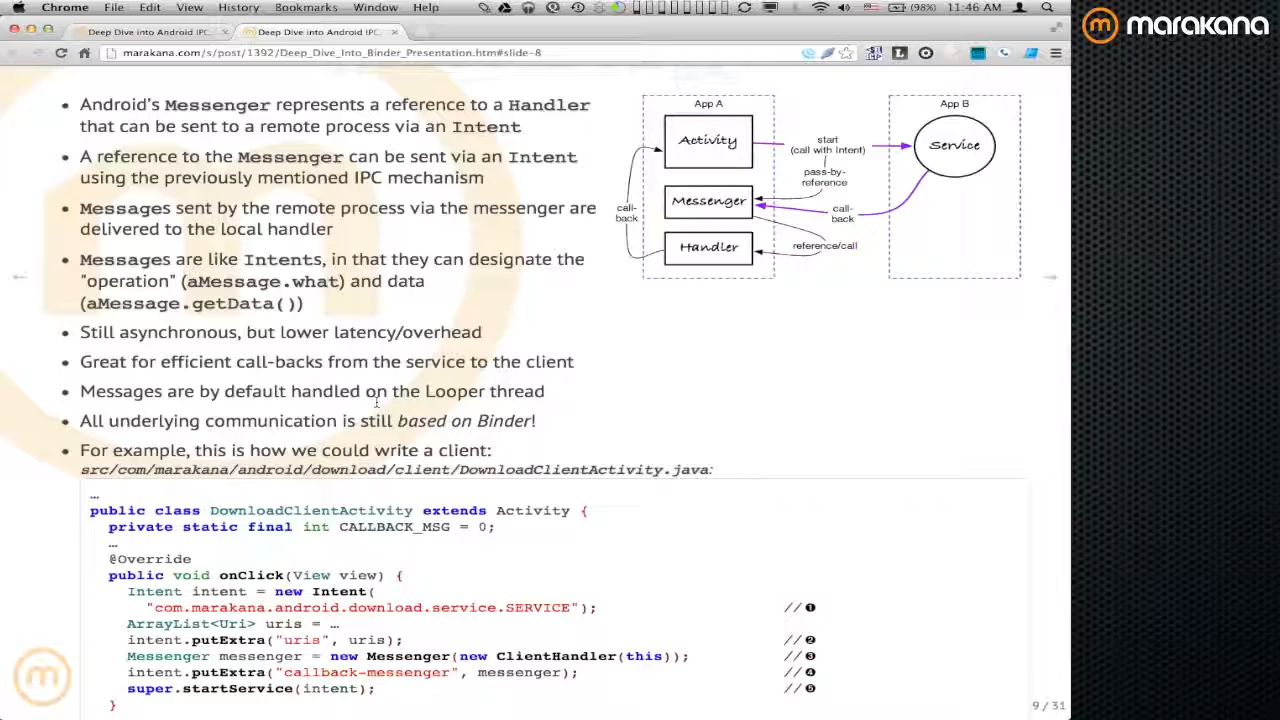 Chrome File Edit View History Bookmarks Window Help (98%) 11:46 AM
Deep Dive into Android IPC
Deep Dive into Android IPC
marakana.com/s/post/1392/Deep_Dive_Into_Binder_Presentation.htm#slide-8
marakana
• Android's Messenger represents a reference to a Handler
that can be sent to a remote process via an Intent
• A reference to the Messenger can be sent via an Intent
using the previously mentioned IPC mechanism
• Messages sent by the remote process via the messenger are
delivered to the local handler
• Messages are like Intents, in that they can designate the
"operation" (aMessage.what) and data
(aMessage.getData())
• Still asynchronous, but lower latency/overhead
• Great for efficient call-backs from the service to the client
• Messages are by default handled on the Looper thread
• All underlying communication is still based on Binder!
• For example, this is how we could write a client:
src/com/marakana/android/download/client/DownloadClientActivity.java:
App A
App B
Activity
start
(call with Intent)
Service
pass-by-
reference
Messenger
call-
back
call-
back
Handler
reference/call
…
public class DownloadClientActivity extends Activity {
private static final int CALLBACK_MSG = 0;
…
@Override
public void onClick(View view) {
Intent intent = new Intent(
"com.marakana.android.download.service.SERVICE"); //❶
ArrayList<Uri> uris = …
intent.putExtra("uris", uris); //❷
Messenger messenger = new Messenger(new ClientHandler(this)); //❸
intent.putExtra("callback-messenger", messenger); //❹
super.startService(intent); //❺
}
9 / 31